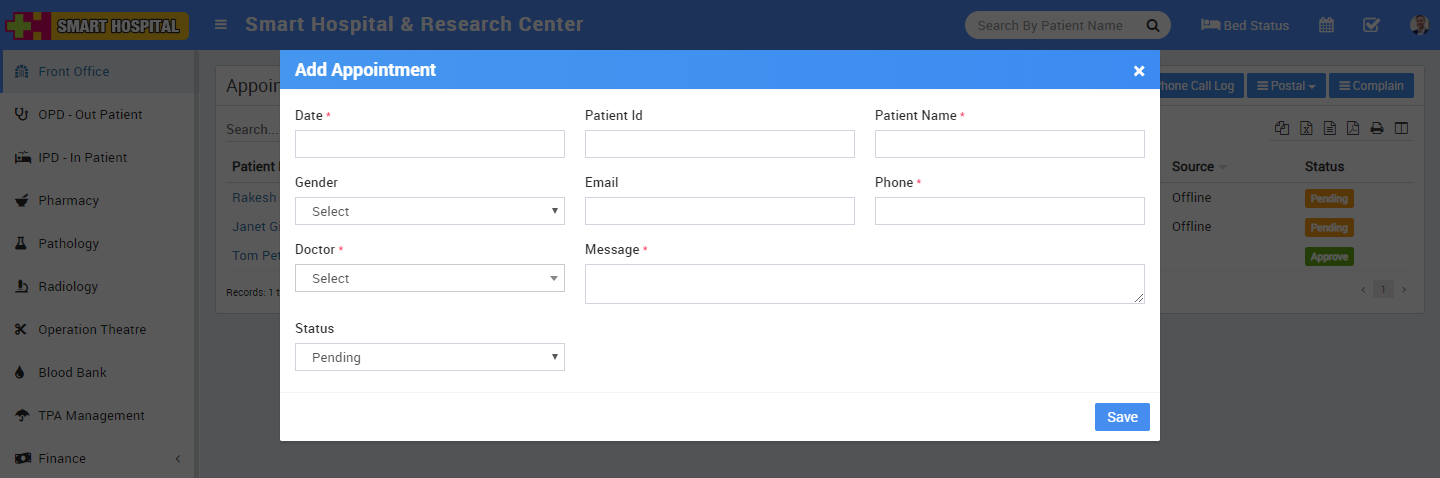 SMART HOSPITAL
Smart Hospital & Research Center
Search By Patient Name
Bed Status
Front Office
OPD - Out Patient
IPD - In Patient
Pharmacy
Pathology
Radiology
Operation Theatre
Blood Bank
TPA Management
Finance
Add Appointment ×
Date *
Patient Id
Patient Name *
Gender
Select
Email
Phone *
Doctor *
Select
Message *
Status
Pending
Save
Call Log
Postal
Complain
Search...
Patient
Source
Status
Rakesh
Offline
Pending
Janet
Offline
Pending
Tom
Approve
Records: 1
1